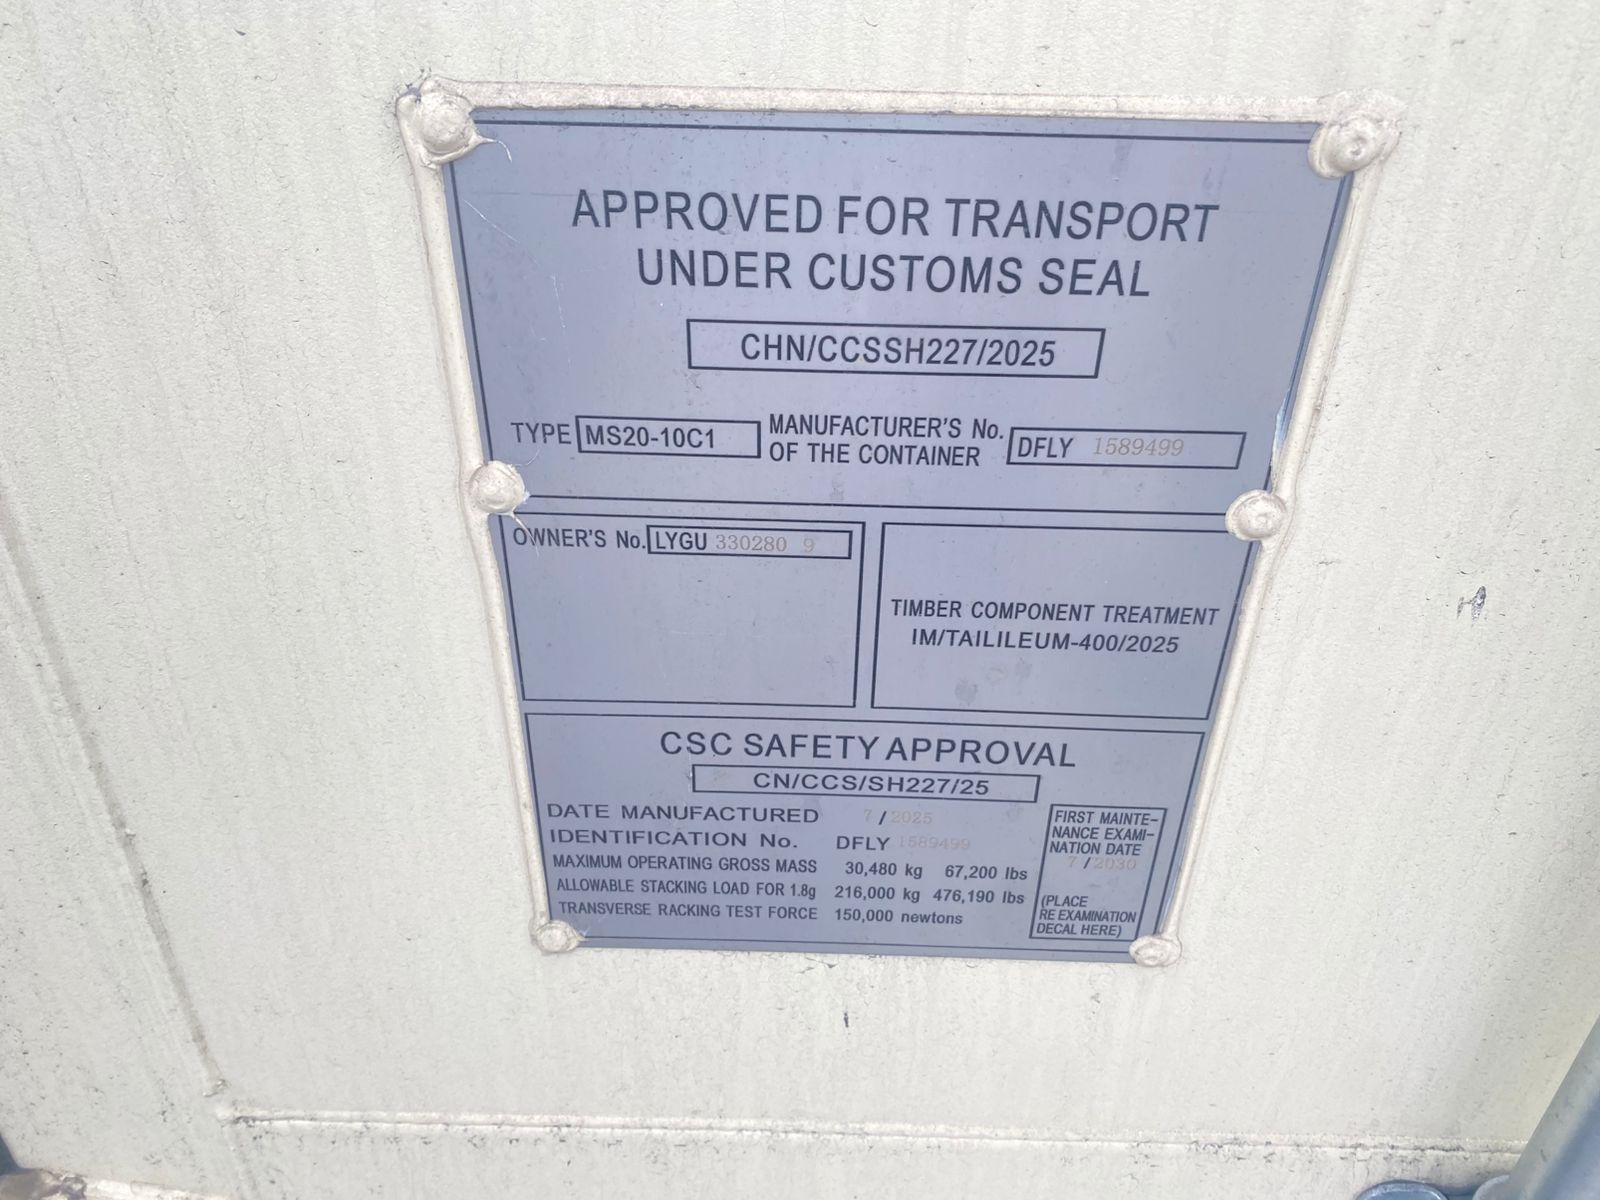 APPROVED FOR TRANSPORT
UNDER CUSTOMS SEAL
CHN/CCSSH227/2025
TYPE MS20-10C1 MANUFACTURER'S No. OF THE CONTAINER DFLY 1589499
OWNER'S No. LYGU 330280 9
TIMBER COMPONENT TREATMENT
IM/TAILILEUM-400/2025
CSC SAFETY APPROVAL
CN/CCS/SH227/25
DATE MANUFACTURED 7 / 2025
IDENTIFICATION No. DFLY 1589499
MAXIMUM OPERATING GROSS MASS 30,480 kg 67,200 lbs
ALLOWABLE STACKING LOAD FOR 1.8g 216,000 kg 476,190 lbs
TRANSVERSE RACKING TEST FORCE 150,000 newtons
FIRST MAINTE-
NANCE EXAMI-
NATION DATE
7 / 2030
(PLACE
RE EXAMINATION
DECAL HERE)